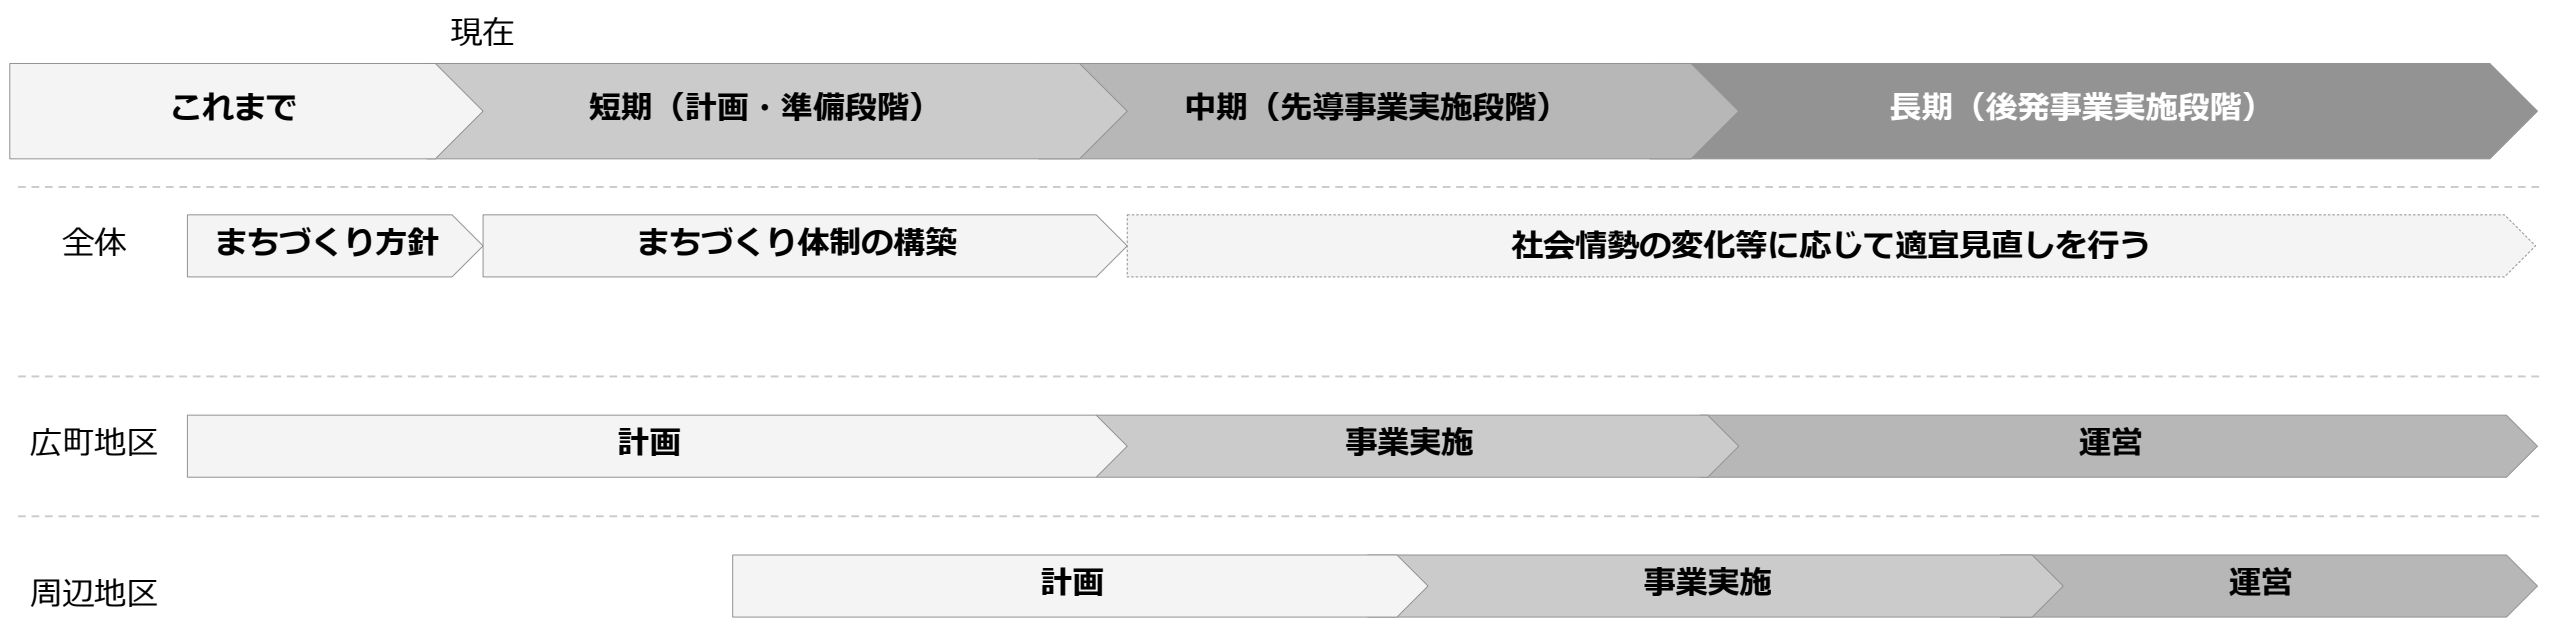 現在
これまで
短期（計画・準備段階）
中期（先導事業実施段階）
長期（後発事業実施段階）
全体
まちづくり方針
まちづくり体制の構築
社会情勢の変化等に応じて適宜見直しを行う
広町地区
計画
事業実施
運営
周辺地区
計画
事業実施
運営